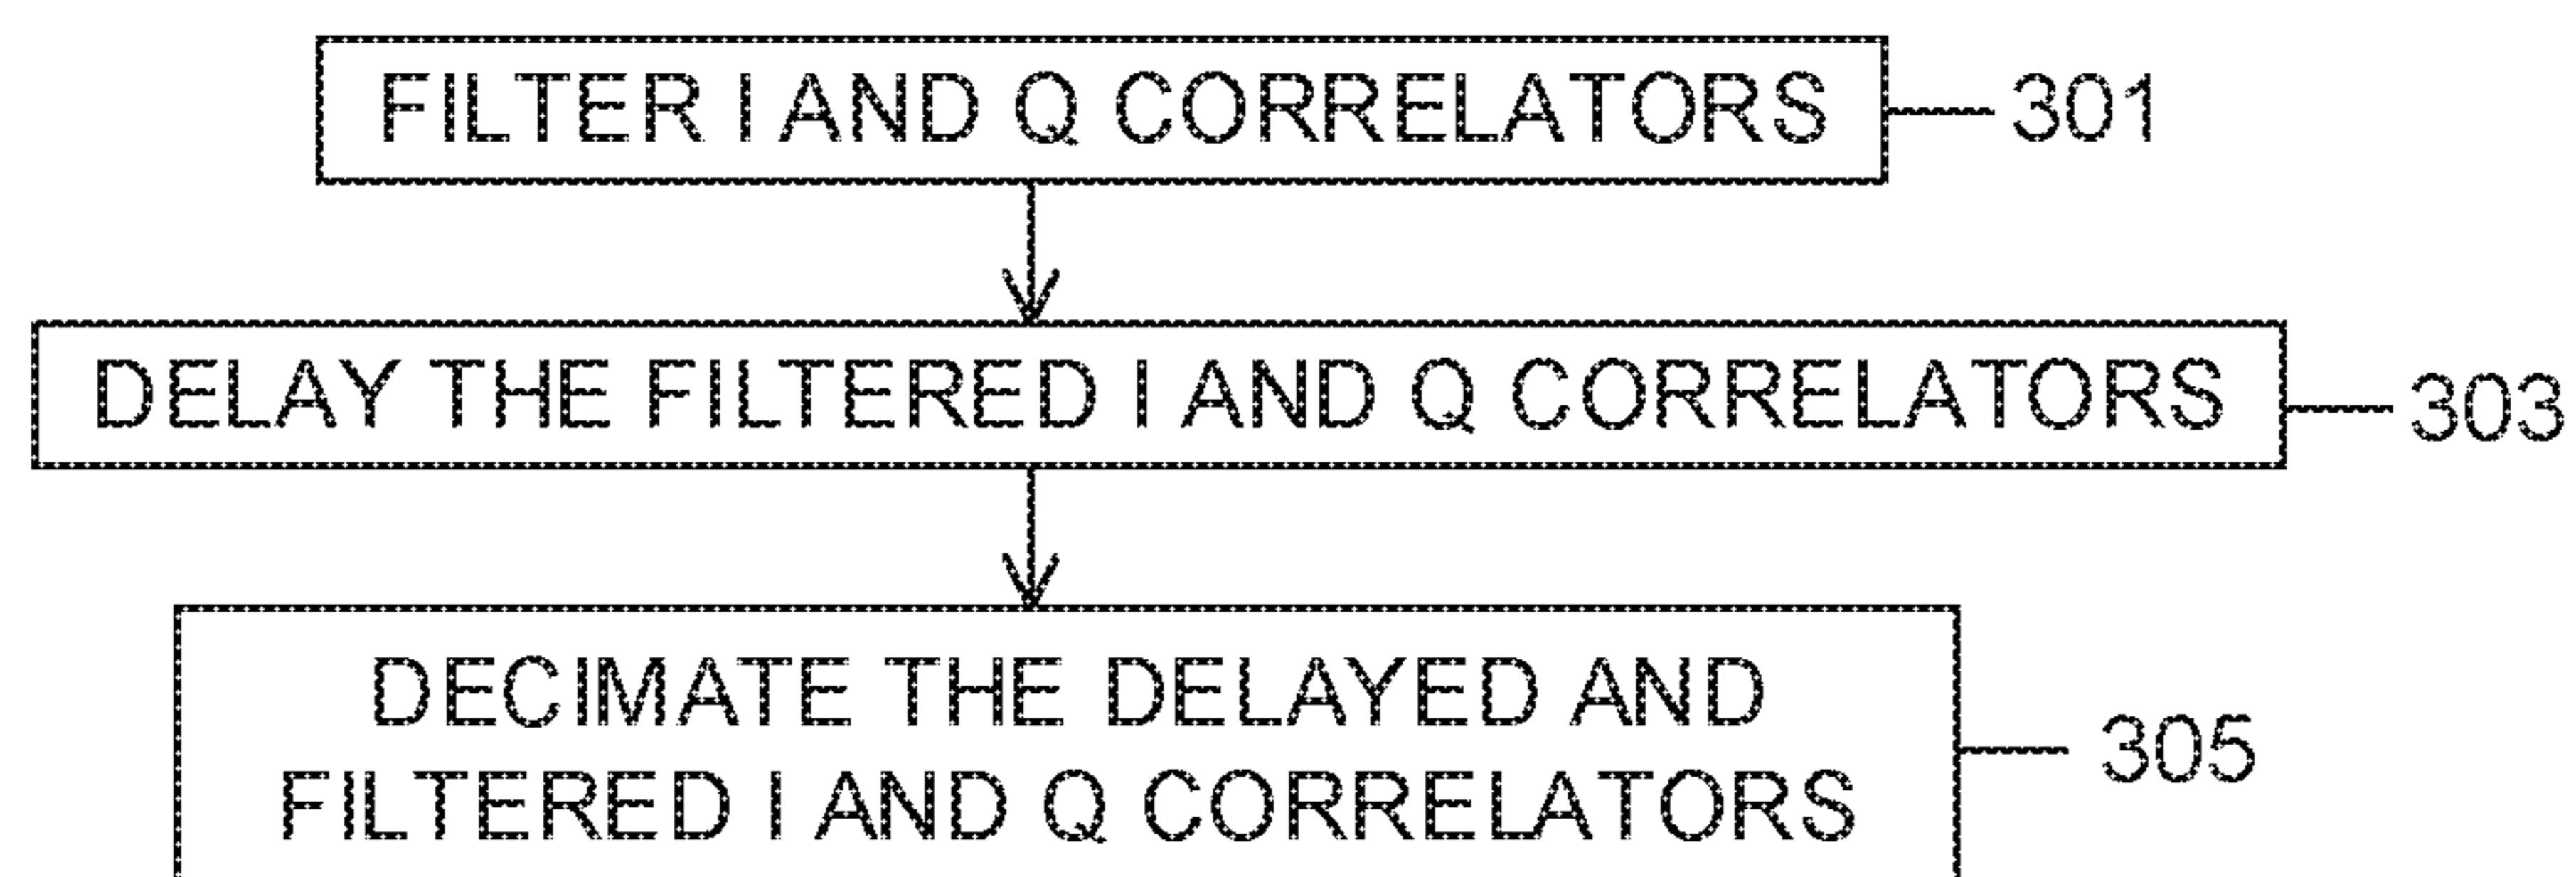 FILTER I AND Q CORRELATORS
301
DELAY THE FILTERED I AND Q CORRELATORS
303
DECIMATE THE DELAYED AND
FILTERED I AND Q CORRELATORS
305